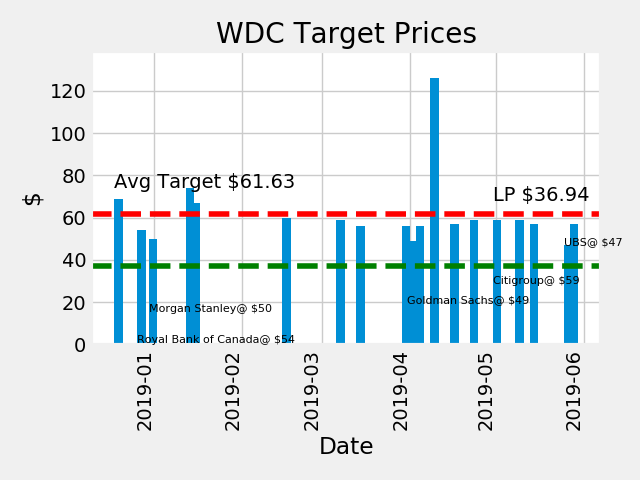 WDC Target Prices
120
100
80
60
40
20
0
$
Avg Target $61.63
LP $36.94
UBS@ $47
Citigroup@ $59
Goldman Sachs@ $49
Morgan Stanley@ $50
Royal Bank of Canada@ $54
2019-01
2019-02
2019-03
2019-04
2019-05
2019-06
Date